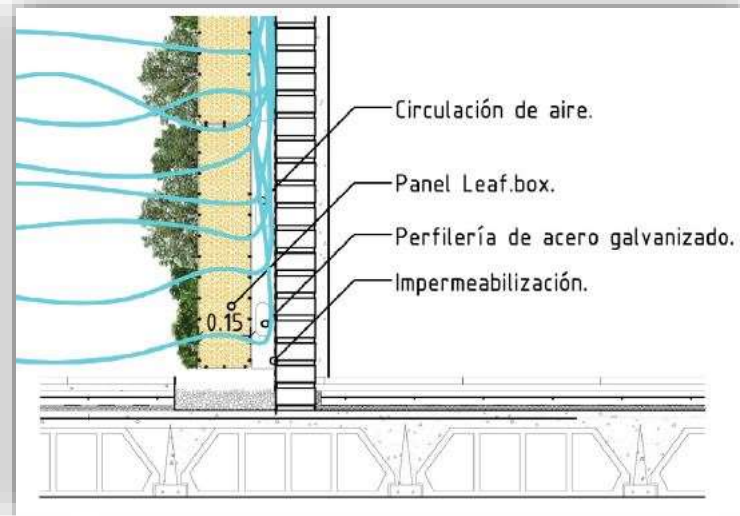 Circulación de aire.
Panel Leaf.box.
Perfilería de acero galvanizado.
Impermeabilización.
0.15